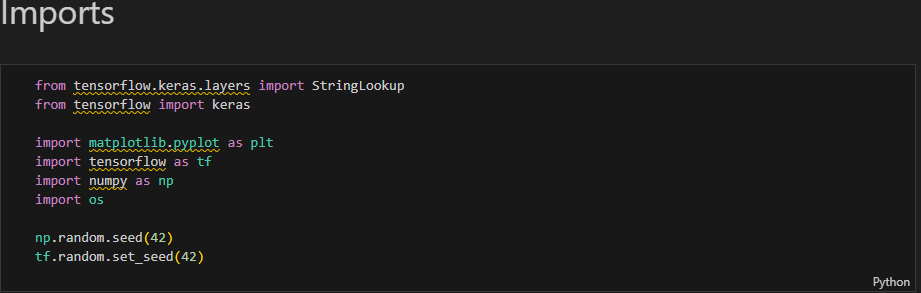 Imports
from tensorflow.keras.layers import StringLookup
from tensorflow import keras
import matplotlib.pyplot as plt
import tensorflow as tf
import numpy as np
import os
np.random.seed(42)
tf.random.set_seed(42)
Python